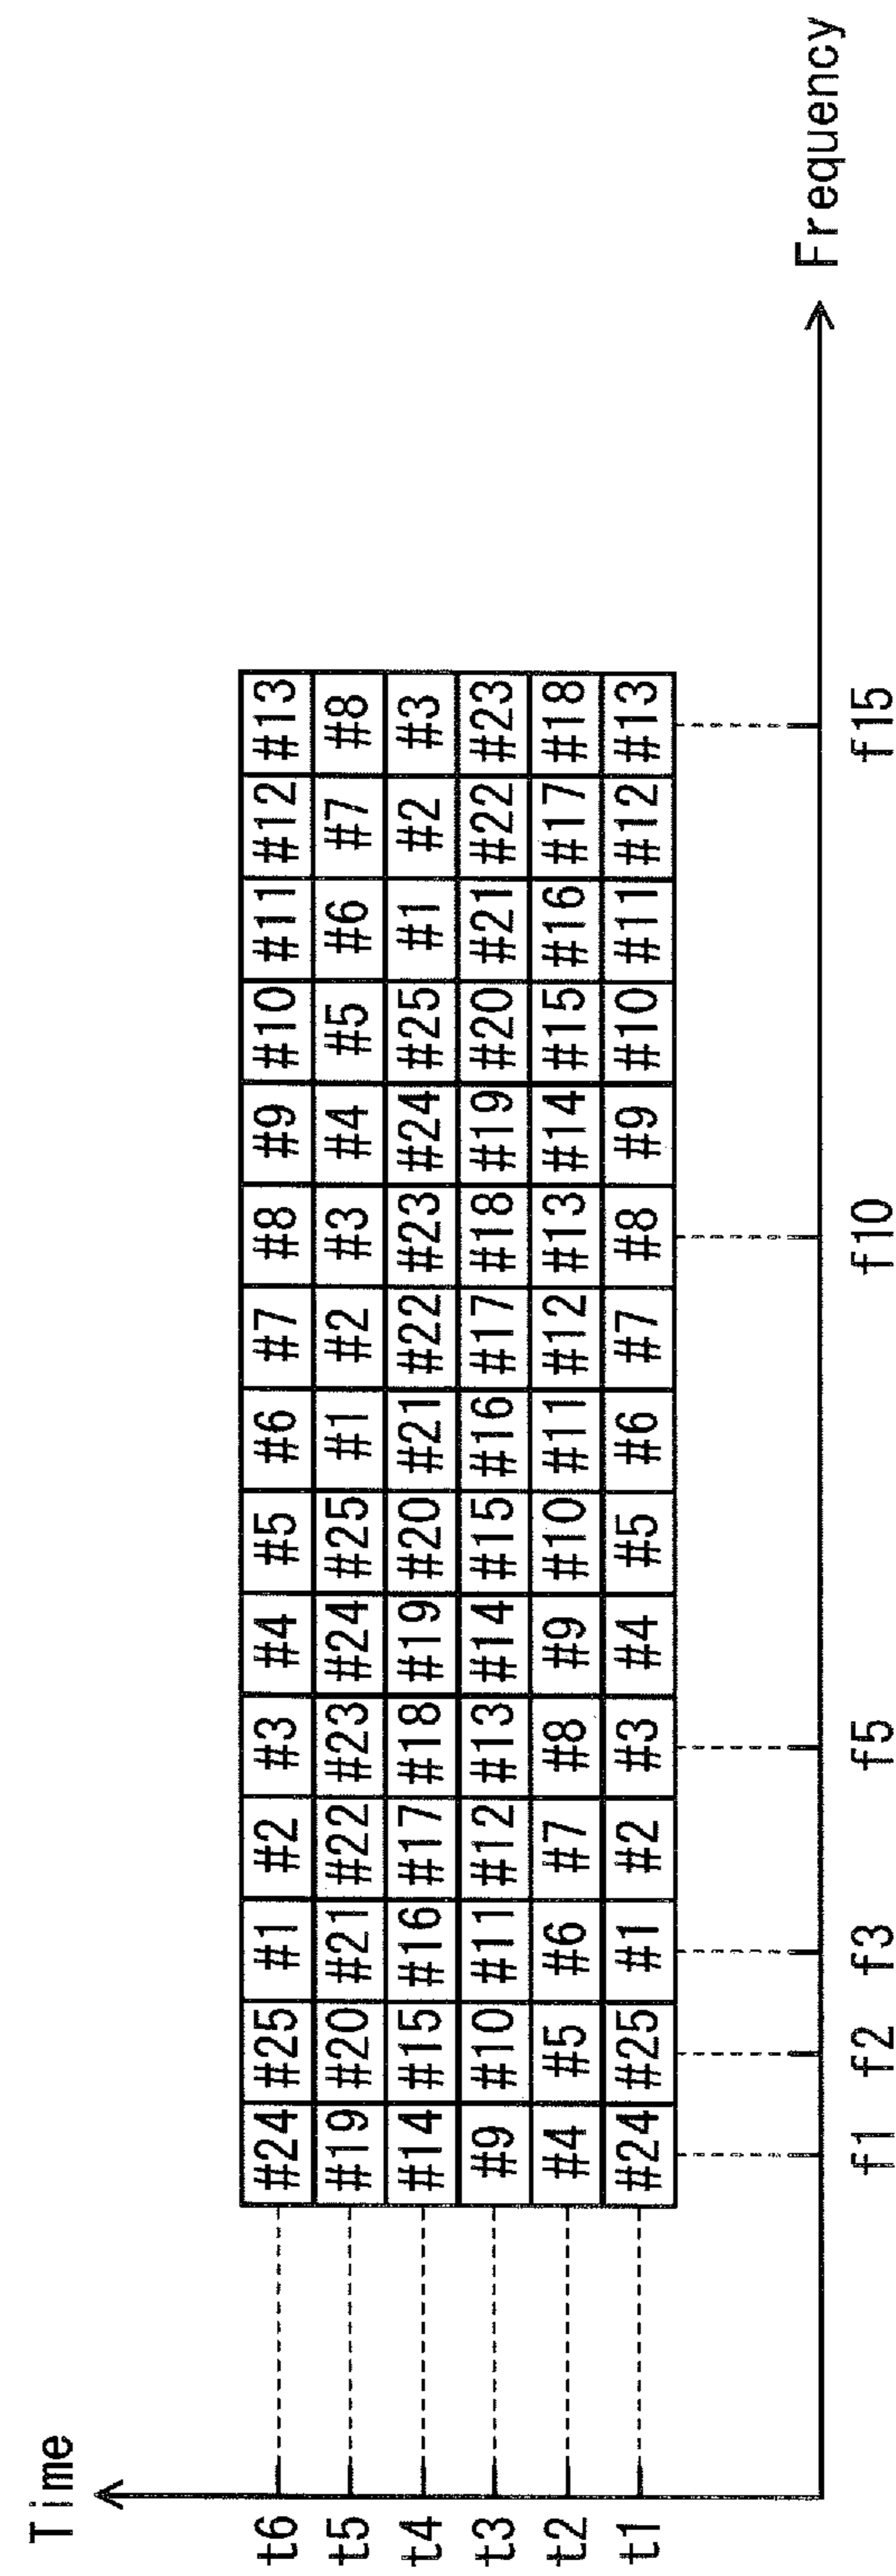 Time
t6 #24 #25 #1 #2 #3 #4 #5 #6 #7 #8 #9 #10 #11 #12 #13
t5 #19 #20 #21 #22 #23 #24 #25 #1 #2 #3 #4 #5 #6 #7 #8
t4 #14 #15 #16 #17 #18 #19 #20 #21 #22 #23 #24 #25 #1 #2 #3
t3 #9 #10 #11 #12 #13 #14 #15 #16 #17 #18 #19 #20 #21 #22 #23
t2 #4 #5 #6 #7 #8 #9 #10 #11 #12 #13 #14 #15 #16 #17 #18
t1 #24 #25 #1 #2 #3 #4 #5 #6 #7 #8 #9 #10 #11 #12 #13
Frequency
f1 f2 f3 f5 f10 f15